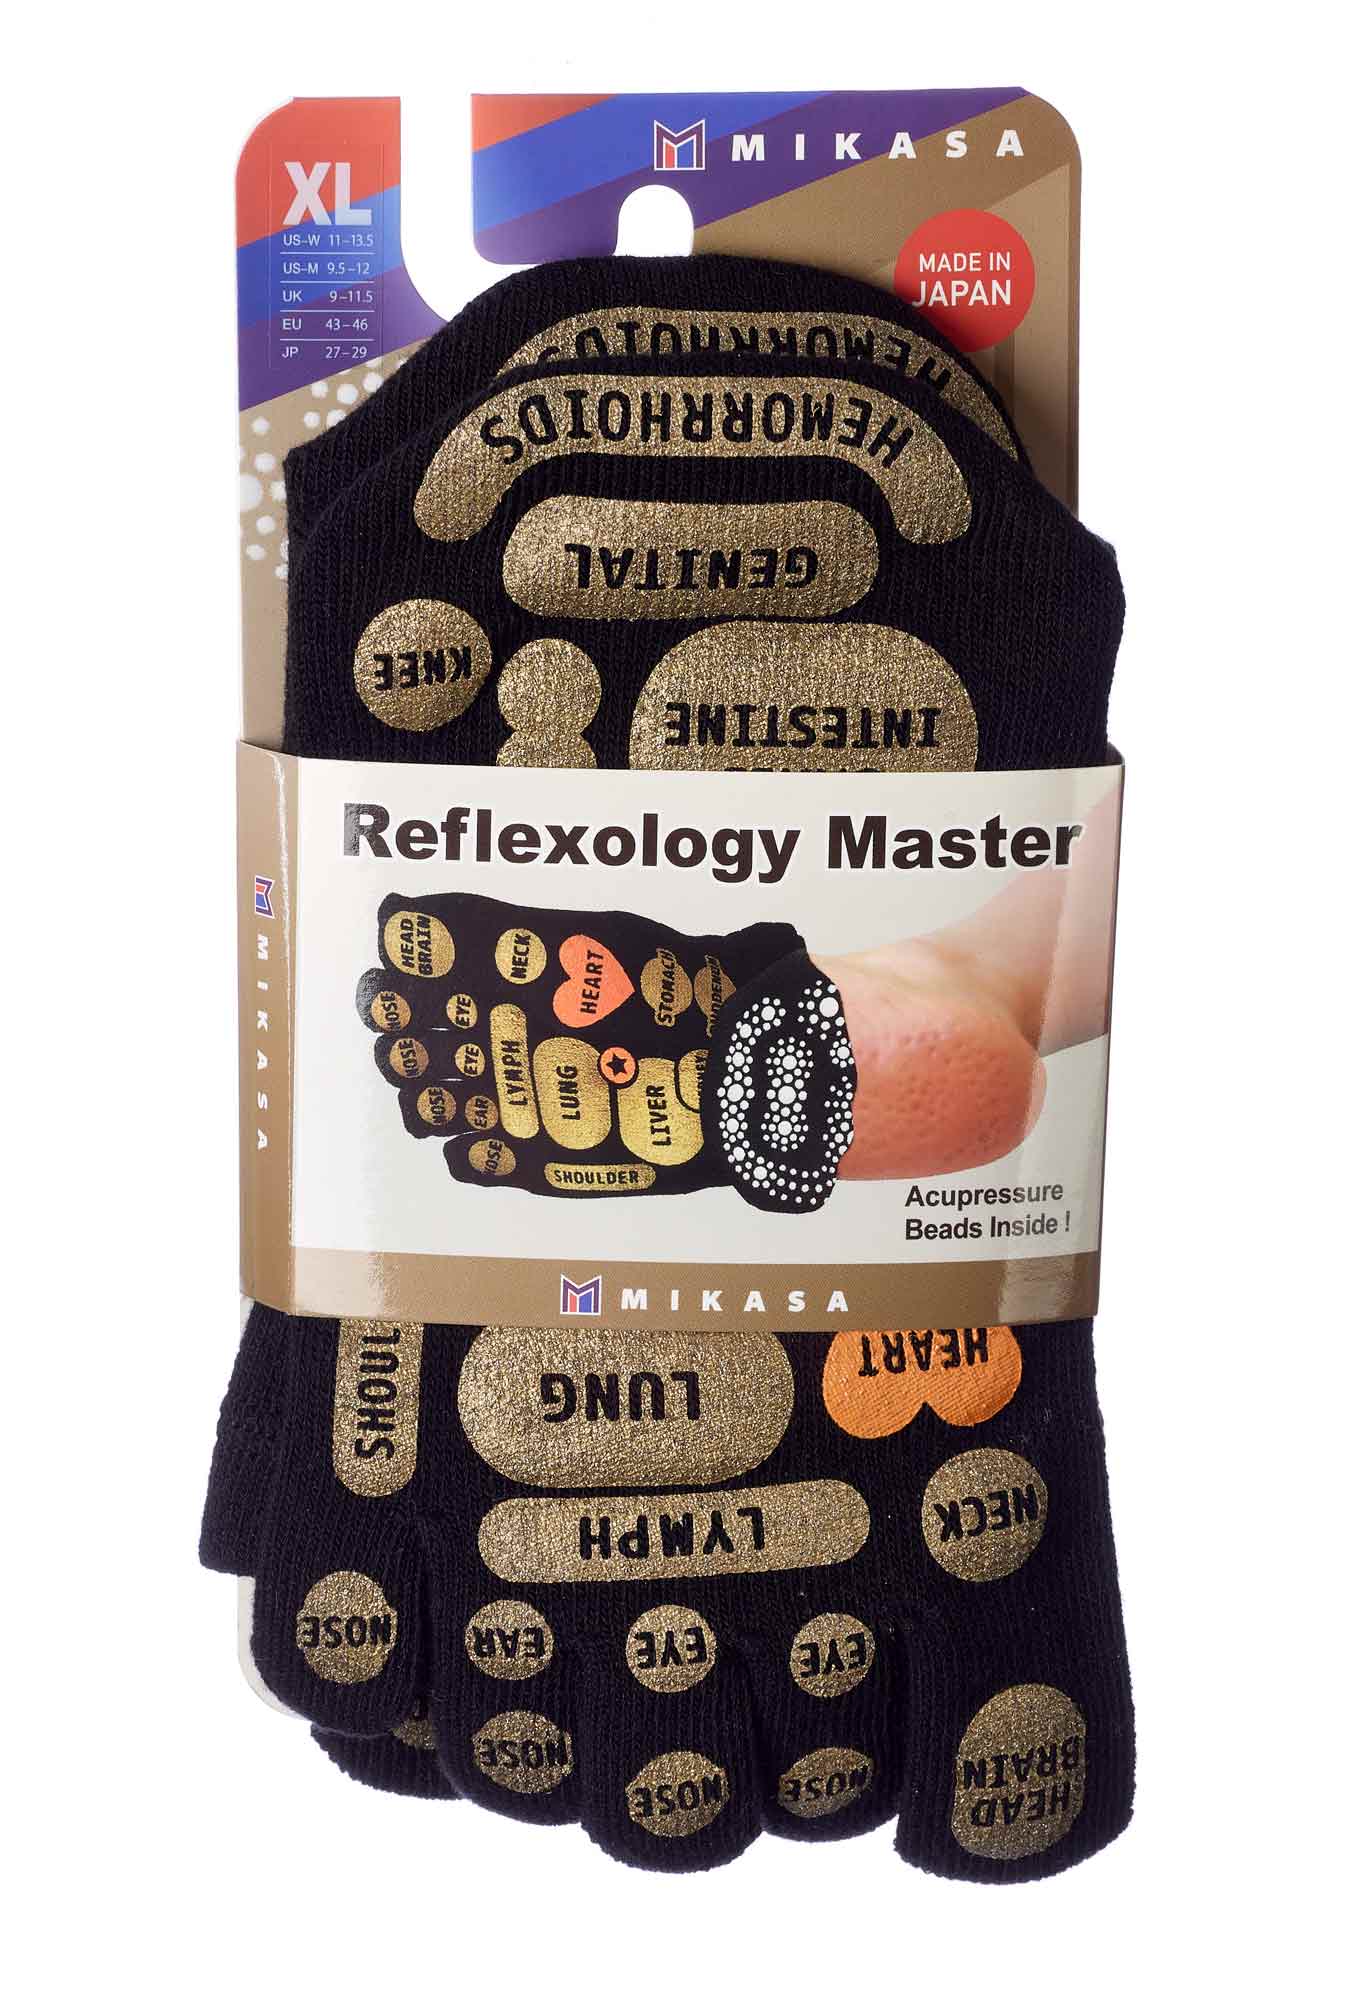 MIKASA
XL
US-W 11-13.5
US-M 9.5-12
UK 9-11.5
EU 43-46
JP 27-29
MADE IN
JAPAN
HEMORRHOIDS
HEMORRHOIDS
GENITAL
KNEE
INTESTINE
Reflexology Master
MIKASA
HEAD
BRAIN
NECK
HEART
STOMACH
NOSE
EYE
NOSE
EYE
LYMPH
LUNG
LIVER
NOSE
EAR
NOSE
SHOULDER
Acupressure
Beads Inside !
MIKASA
SHOUL
LUNG
HEART
LYMPH
NECK
NOSE
EAR
EYE
EYE
NOSE
NOSE
NOSE
HEAD
BRAIN